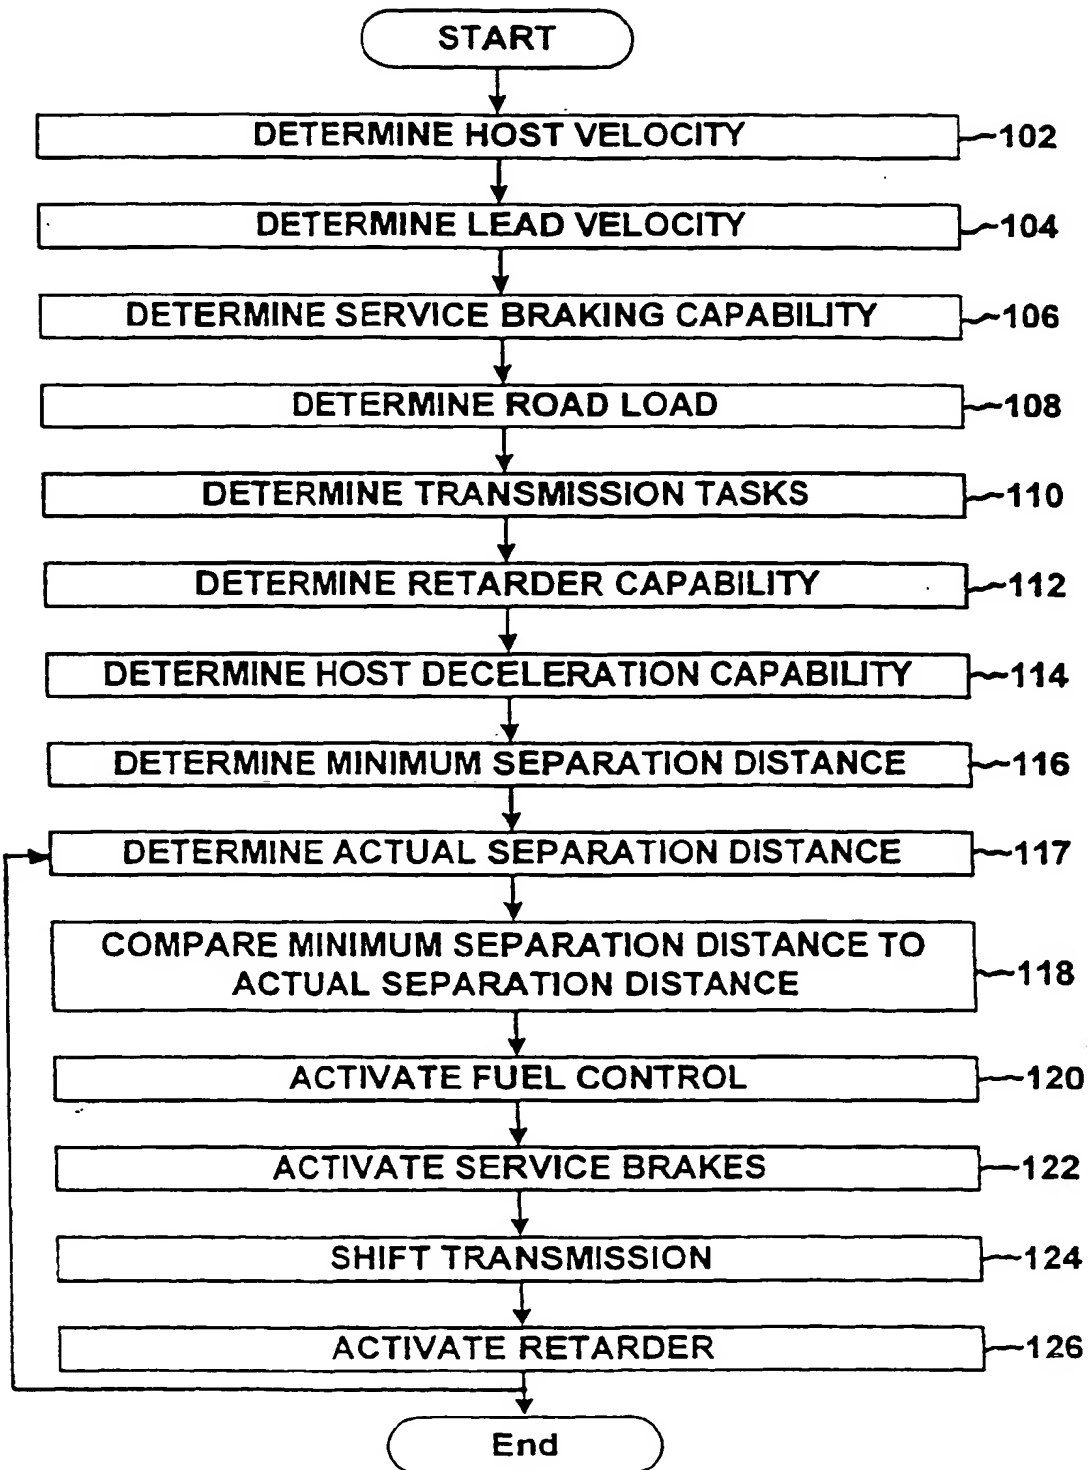 START
DETERMINE HOST VELOCITY 102
DETERMINE LEAD VELOCITY 104
DETERMINE SERVICE BRAKING CAPABILITY 106
DETERMINE ROAD LOAD 108
DETERMINE TRANSMISSION TASKS 110
DETERMINE RETARDER CAPABILITY 112
DETERMINE HOST DECELERATION CAPABILITY 114
DETERMINE MINIMUM SEPARATION DISTANCE 116
DETERMINE ACTUAL SEPARATION DISTANCE 117
COMPARE MINIMUM SEPARATION DISTANCE TO
ACTUAL SEPARATION DISTANCE 118
ACTIVATE FUEL CONTROL 120
ACTIVATE SERVICE BRAKES 122
SHIFT TRANSMISSION 124
ACTIVATE RETARDER 126
End